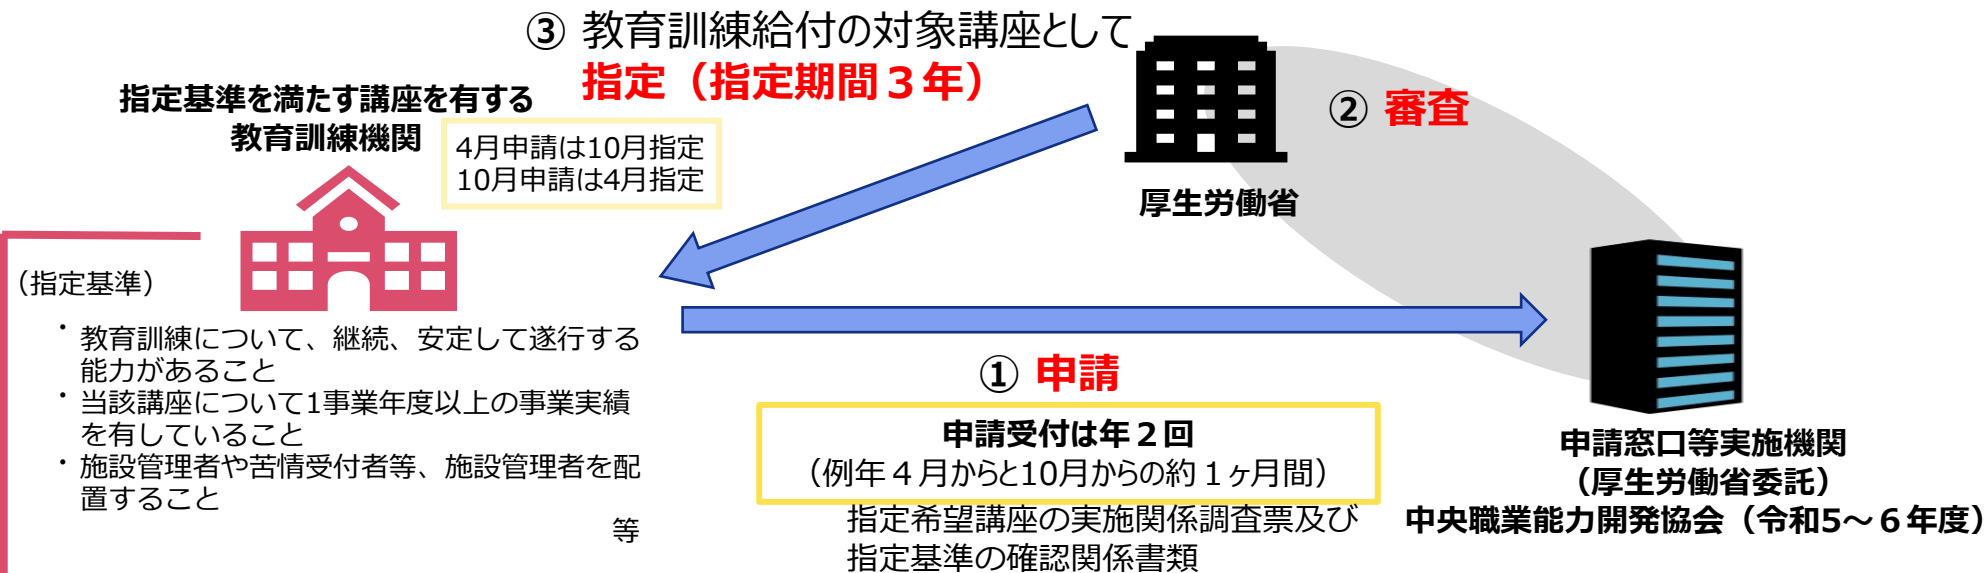 ③ 教育訓練給付の対象講座として
指定（指定期間３年）
指定基準を満たす講座を有する
教育訓練機関
4月申請は10月指定
10月申請は4月指定
② 審査
厚生労働省
（指定基準）
・教育訓練について、継続、安定して遂行する
能力があること
・当該講座について1事業年度以上の事業実績
を有していること
・施設管理者や苦情受付者等、施設管理者を配
置すること
等
① 申請
申請受付は年２回
（例年４月からと10月からの約１ヶ月間）
指定希望講座の実施関係調査票及び
指定基準の確認関係書類
申請窓口等実施機関
（厚生労働省委託）
中央職業能力開発協会（令和5～６年度）